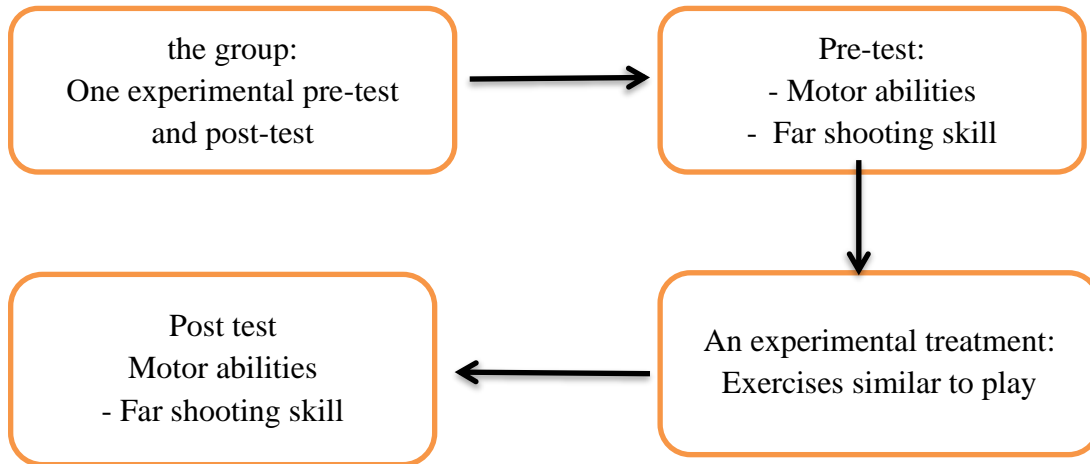 the group:
One experimental pre-test
and post-test
Pre-test:
- Motor abilities
- Far shooting skill
An experimental treatment:
Exercises similar to play
Post test
Motor abilities
- Far shooting skill